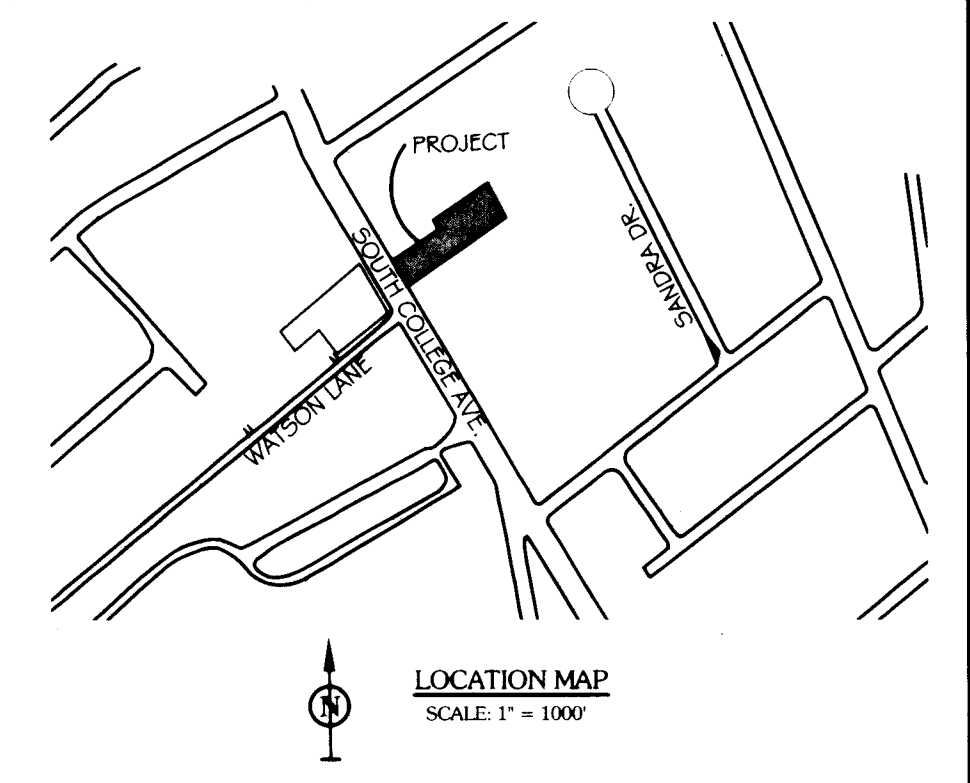 PROJECT
SOUTH COLLEGE AVE.
SANDRA DR.
WATSON LANE
N
LOCATION MAP
SCALE: 1" = 1000'